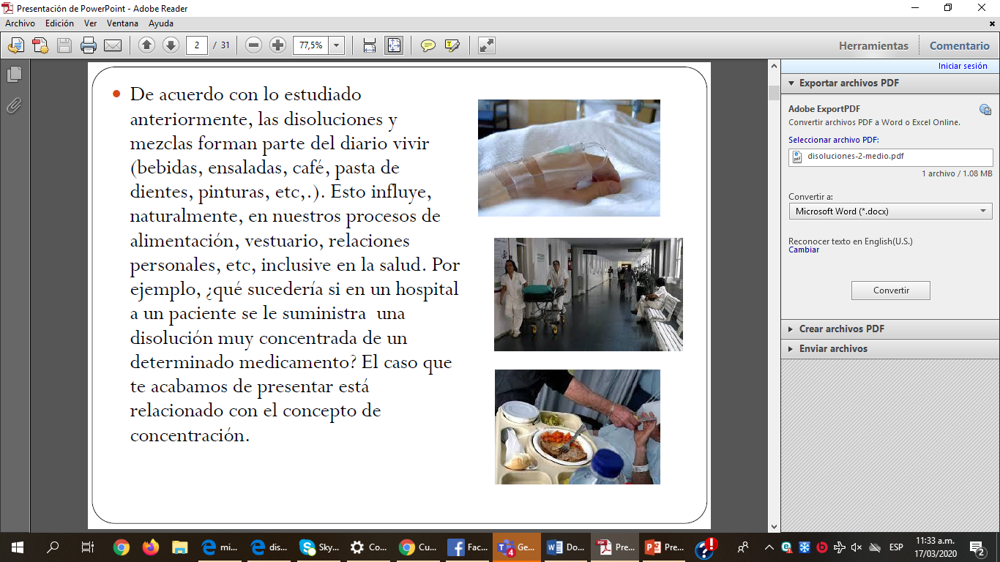 Presentación de PowerPoint - Adobe Reader
Archivo Edición Ver Ventana Ayuda
2 / 31 77,5% Herramientas Comentario
Iniciar sesión
Exportar archivos PDF
Adobe ExportPDF
Convertir archivos PDF a Word o Excel Online.
Seleccionar archivo PDF:
disoluciones-2-medio.pdf
1 archivo / 1.08 MB
Convertir a:
Microsoft Word (*.docx)
Reconocer texto en English(U.S.)
Cambiar
Convertir
Crear archivos PDF
Enviar archivos
De acuerdo con lo estudiado
anteriormente, las disoluciones y
mezclas forman parte del diario vivir
(bebidas, ensaladas, café, pasta de
dientes, pinturas, etc,.). Esto influye,
naturalmente, en nuestros procesos de
alimentación, vestuario, relaciones
personales, etc, inclusive en la salud. Por
ejemplo, ¿qué sucedería si en un hospital
a un paciente se le suministra una
disolución muy concentrada de un
determinado medicamento? El caso que
te acabamos de presentar está
relacionado con el concepto de
concentración.
mi... dis... Sky... Co... Cu... Fac... 4 Ge... Do... Pre... Pre... ESP
11:33 a.m.
17/03/2020
2